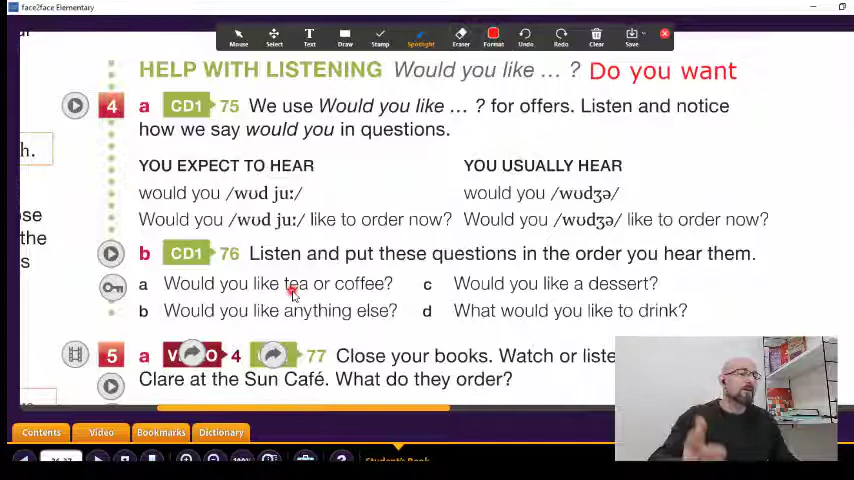 face2face Elementary
Mouse Select Text Draw Stamp Spotlight Eraser Format Undo Redo Clear Save
HELP WITH LISTENING Would you like ... ? Do you want
4 a CD1 75 We use Would you like ... ? for offers. Listen and notice
how we say would you in questions.
h.
YOU EXPECT TO HEAR YOU USUALLY HEAR
would you /wʊd juː/ would you /wʊdʒə/
Would you /wʊd juː/ like to order now? Would you /wʊdʒə/ like to order now?
ose
the
s
b CD1 76 Listen and put these questions in the order you hear them.
a Would you like tea or coffee? c Would you like a dessert?
b Would you like anything else? d What would you like to drink?
5 a 4 77 Close your books. Watch or liste
Clare at the Sun Café. What do they order?
Contents Video Bookmarks Dictionary
100%
Student's Book